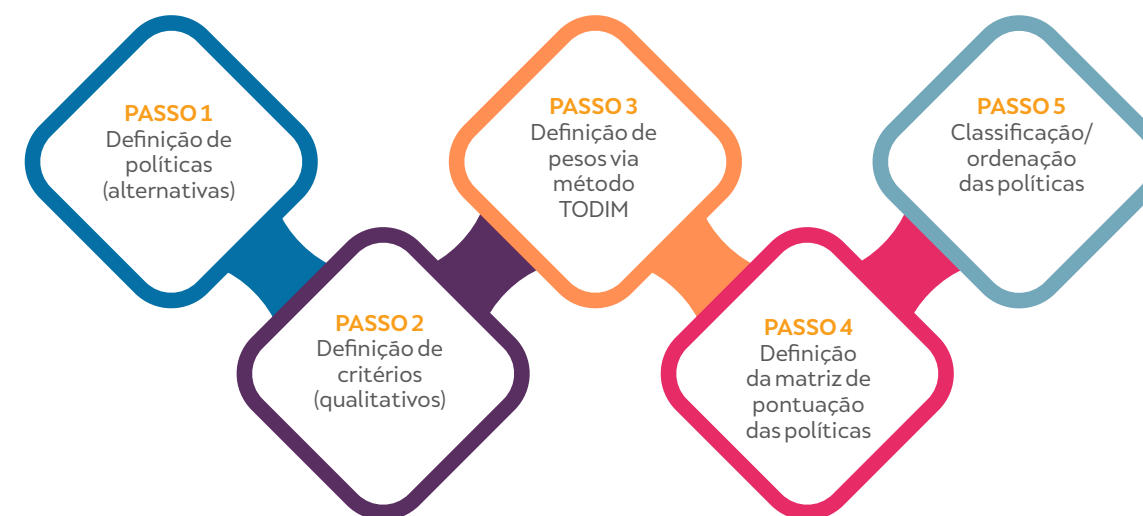 PASSO 1
Definição de
políticas
(alternativas)
PASSO 2
Definição de
critérios
(qualitativos)
PASSO 3
Definição de
pesos via
método
TODIM
PASSO 4
Definição
da matriz de
pontuação
das políticas
PASSO 5
Classificação/
ordenação
das políticas